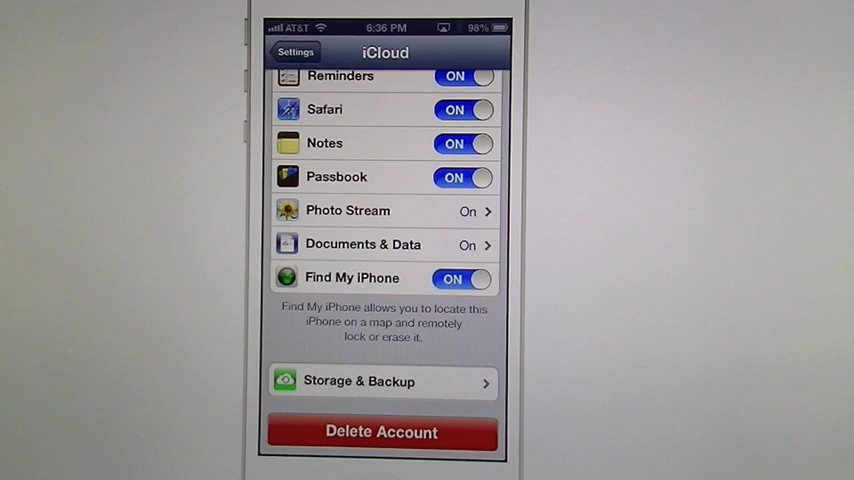 AT&T 6:36 PM 98%
Settings iCloud
Reminders ON
Safari ON
Notes ON
Passbook ON
Photo Stream On
Documents & Data On
Find My iPhone ON
Find My iPhone allows you to locate this
iPhone on a map and remotely
lock or erase it.
Storage & Backup
Delete Account